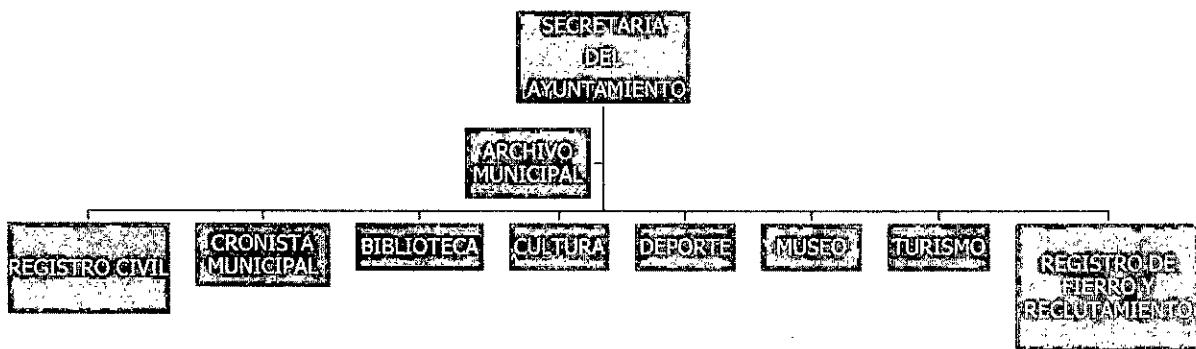 SECRETARIA
DEL
AYUNTAMIENTO
ARCHIVO
MUNICIPAL
REGISTRO CIVIL
CRONISTA
MUNICIPAL
BIBLIOTECA
CULTURA
DEPORTE
MUSEO
TURISMO
REGISTRO DE
FIERRO Y
RECLUTAMIENTO